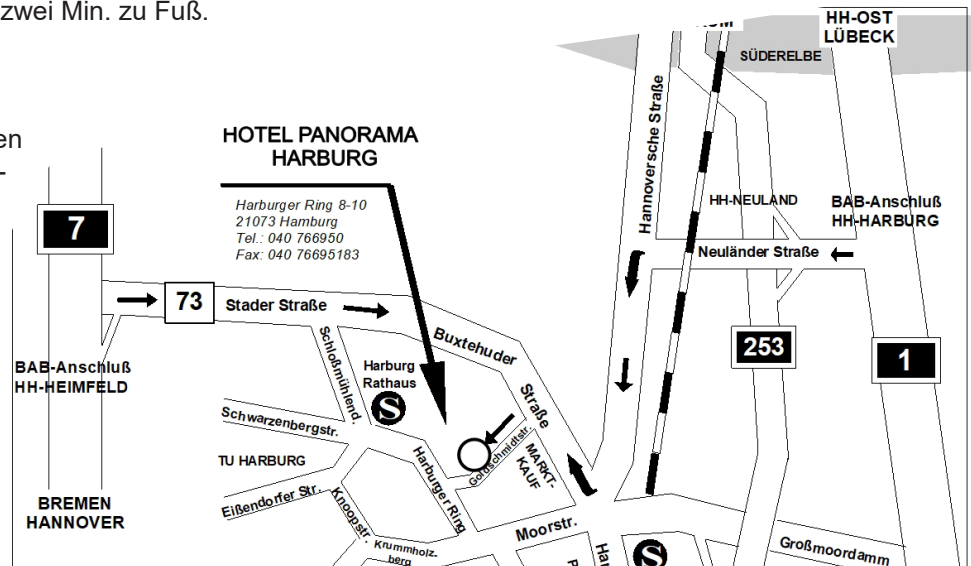 zwei Min. zu Fuß.
en
-
HH-OST
LÜBECK
SÜDERELBE
HOTEL PANORAMA
HARBURG
Harburger Ring 8-10
21073 Hamburg
Tel.: 040 766950
Fax: 040 76695183
Hannoversche Straße
7
HH-NEULAND
BAB-Anschluß
HH-HARBURG
Neuländer Straße
73
Stader Straße
Buxtehuder
Straße
253
1
BAB-Anschluß
HH-HEIMFELD
Schloßmühlend.
Harburg
Rathaus
S
Schwarzenbergstr.
Goldschmidtstr.
MARKT-
KAUF
TU HARBURG
Harburger Ring
Eißendorfer Str.
Knoopstr.
BREMEN
HANNOVER
Moorstr.
Krummholz-
berg
S
Großmoordamm